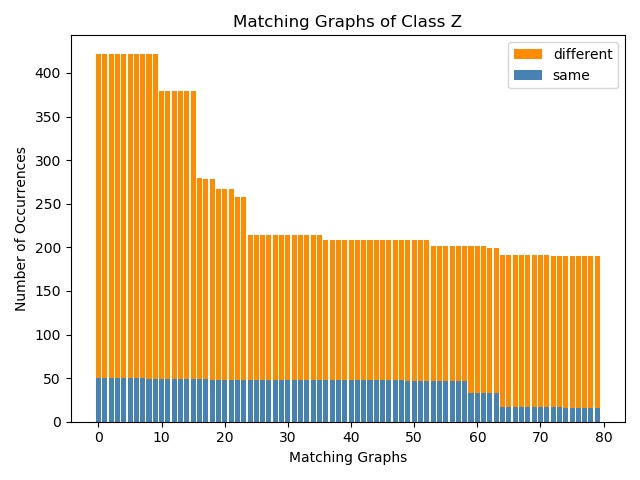 Matching Graphs of Class Z
different
same
Number of Occurrences
400
350
300
250
200
150
100
50
0
0 10 20 30 40 50 60 70 80
Matching Graphs